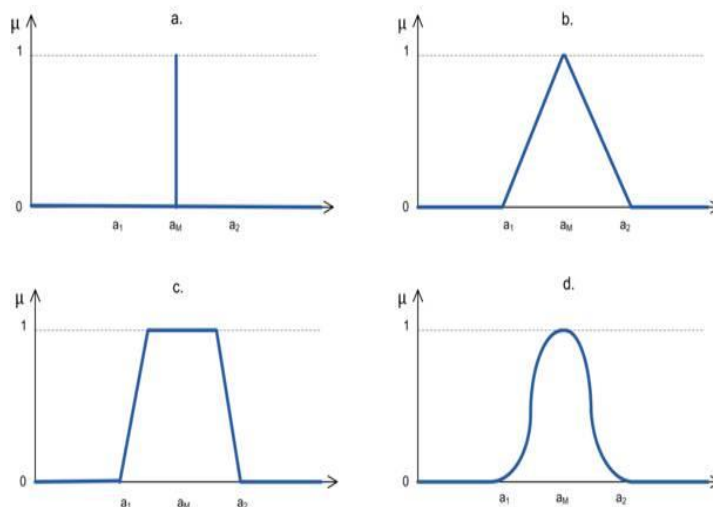 a.
μ
1
0
a₁ a_M a₂
b.
μ
1
0
a₁ a_M a₂
c.
μ
1
0
a₁ a_M a₂
d.
μ
1
0
a₁ a_M a₂